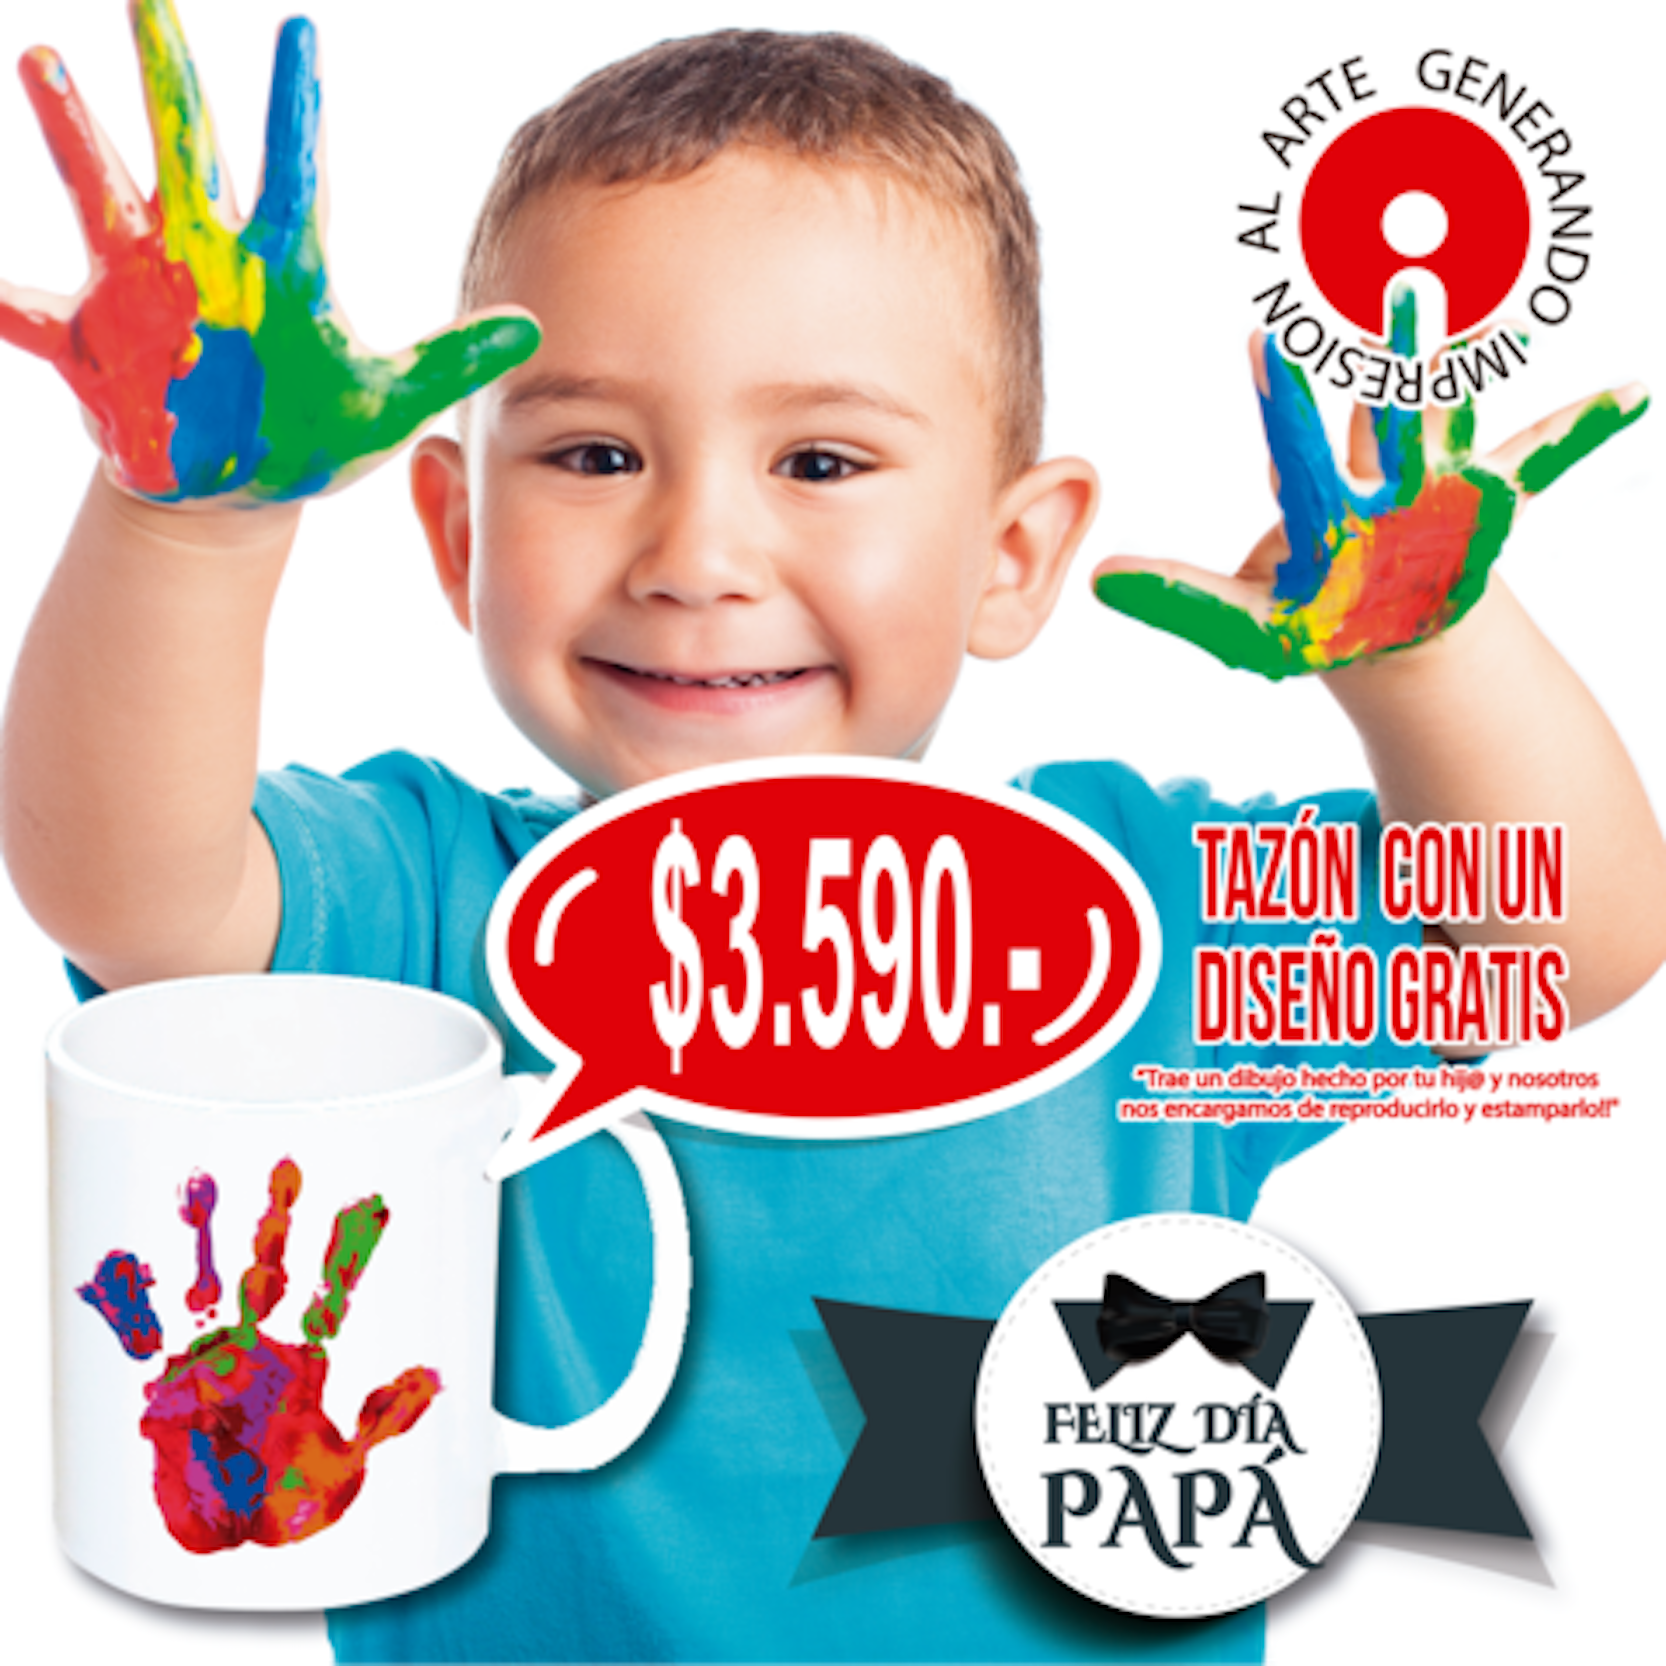 GENERANDO IMPRESION AL ARTE
$3.590.-
TAZÓN CON UN
DISEÑO GRATIS
"Trae un dibujo hecho por tu hij@ y nosotros
nos encargamos de reproducirlo y estamparlo!!"
FELIZ DÍA
PAPÁ